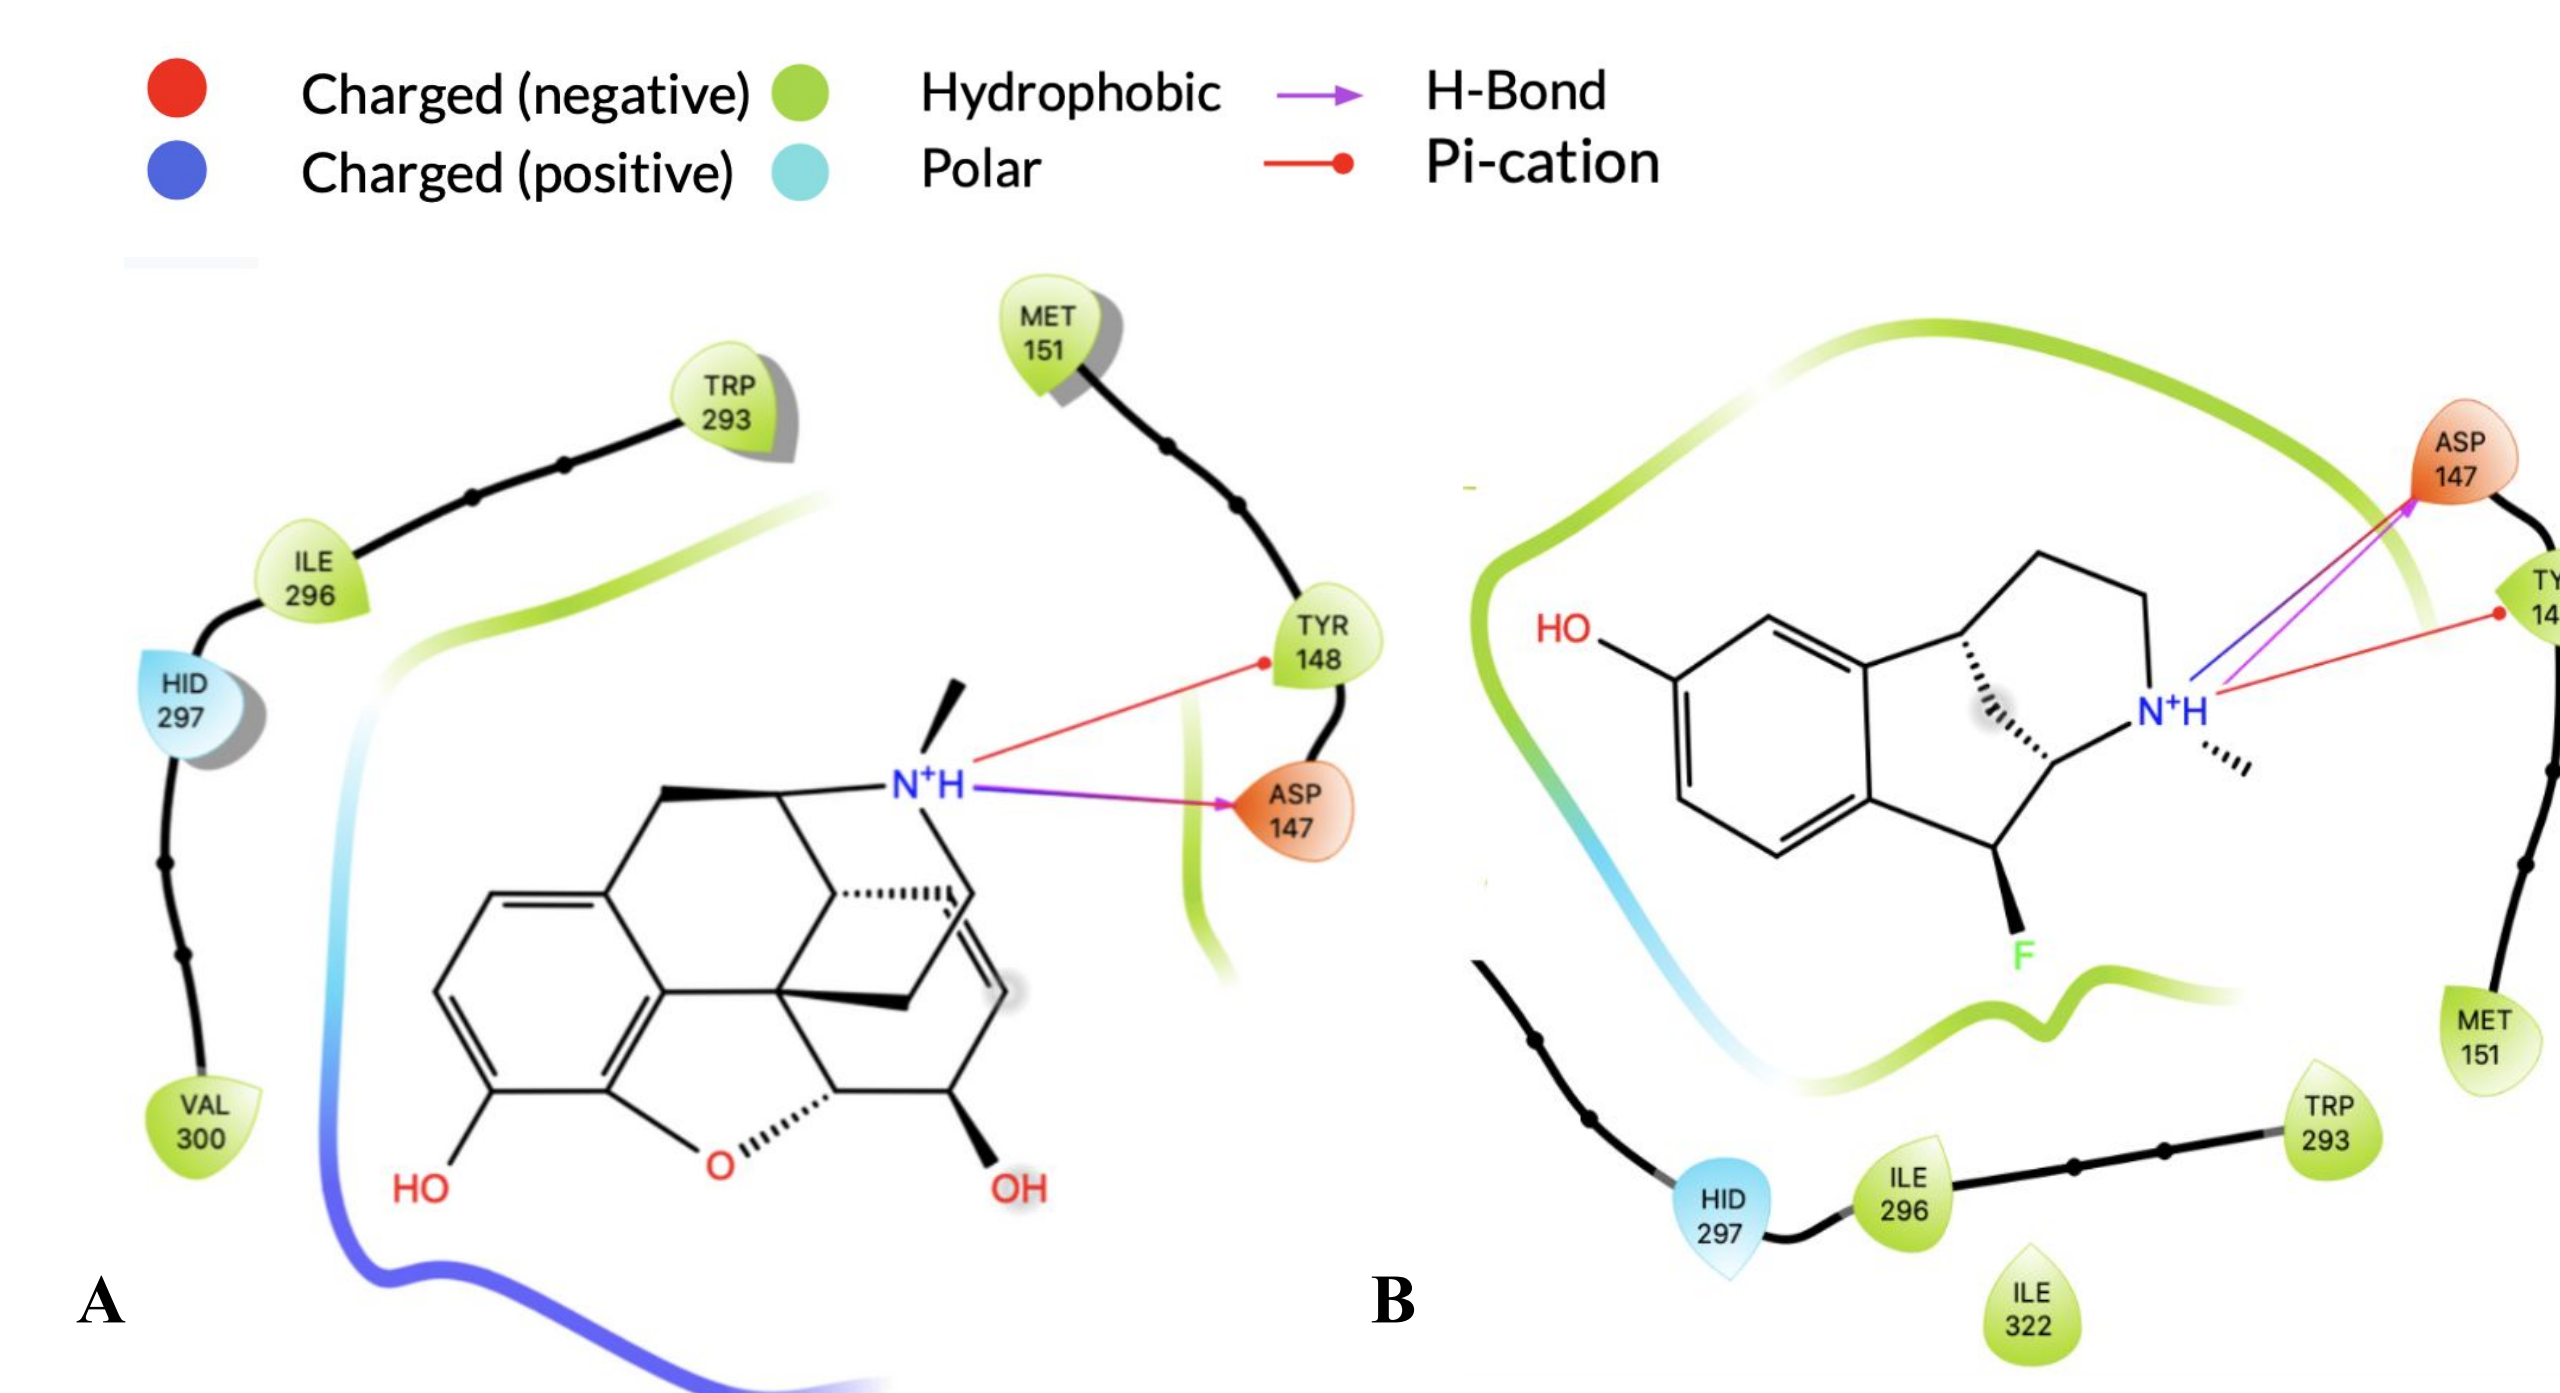 Charged (negative)
Hydrophobic
H-Bond
Charged (positive)
Polar
Pi-cation
MET
151
TRP
293
ILE
296
HID
297
VAL
300
TYR
148
ASP
147
N⁺H
HO
O
OH
A
ASP
147
TY
14
HO
N⁺H
F
MET
151
TRP
293
ILE
296
HID
297
ILE
322
B